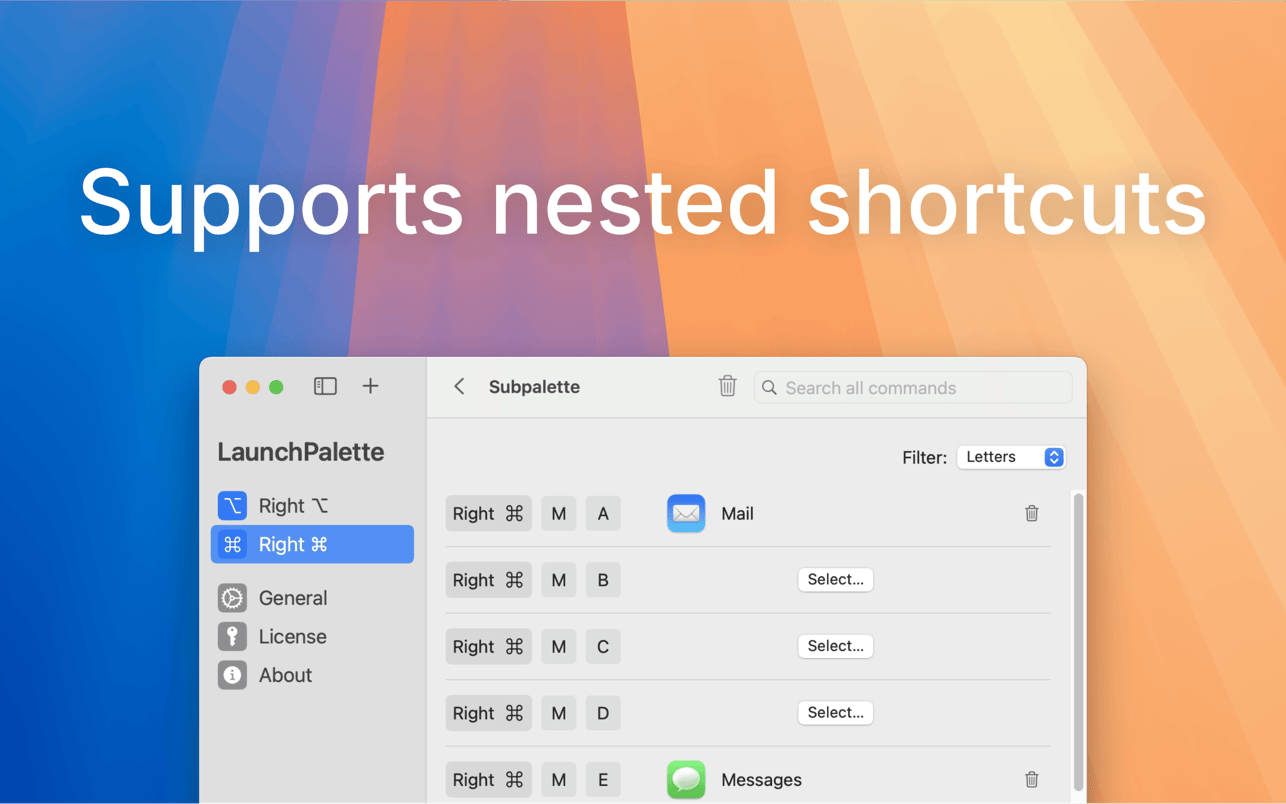 Supports nested shortcuts
Subpalette
Search all commands
LaunchPalette
Right ⌥
Right ⌘
General
License
About
Filter: Letters
Right ⌘ M A Mail
Right ⌘ M B Select...
Right ⌘ M C Select...
Right ⌘ M D Select...
Right ⌘ M E Messages